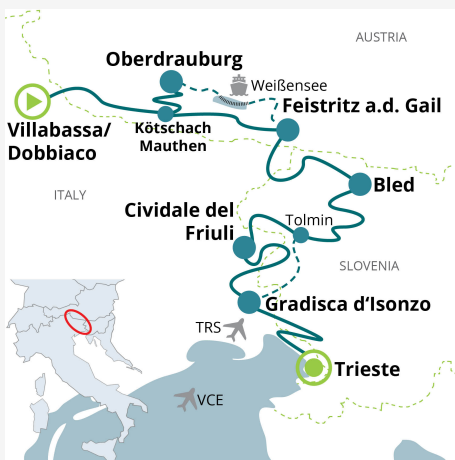 AUSTRIA
Oberdrauburg
Weißensee
Feistritz a.d. Gail
Villabassa/
Dobbiaco
Kötschach
Mauthen
ITALY
Bled
Cividale del
Friuli
Tolmin
SLOVENIA
Gradisca d‘Isonzo
TRS
Trieste
VCE